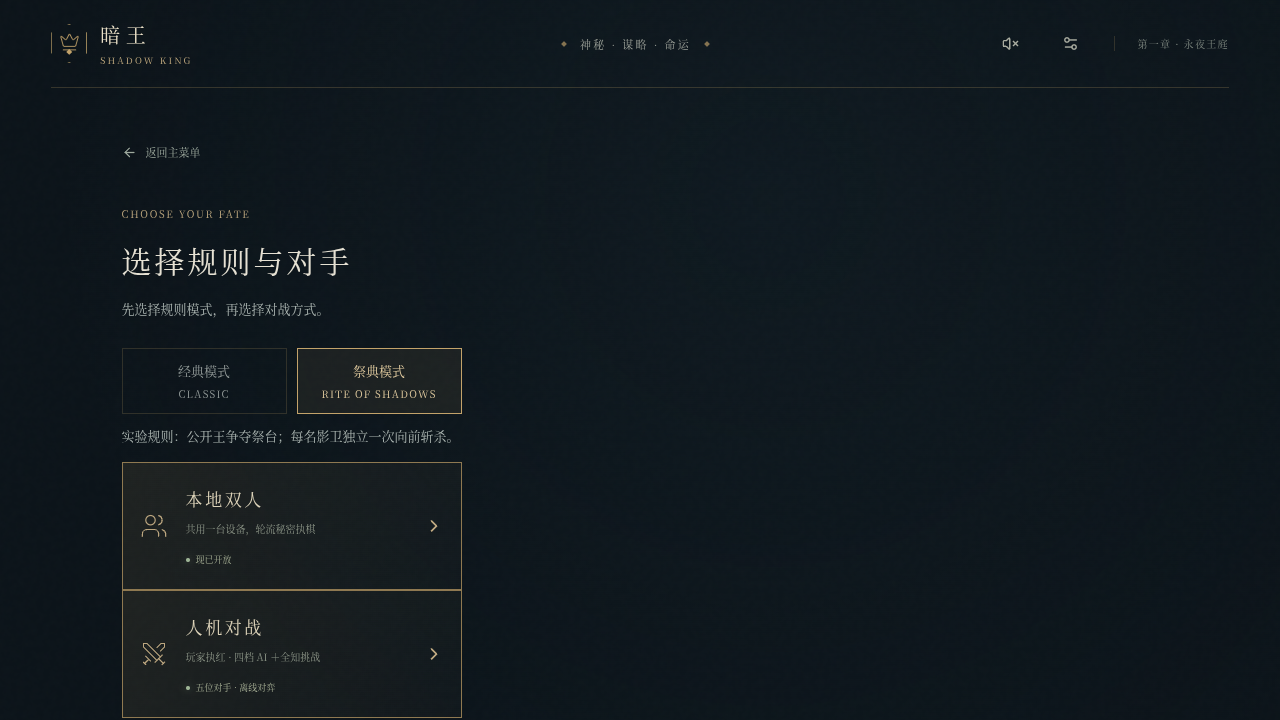 暗王
SHADOW KING
神秘 · 谋略 · 命运
第一章 · 永夜王庭
返回主菜单
CHOOSE YOUR FATE
选择规则与对手
先选择规则模式，再选择对战方式。
经典模式
CLASSIC
祭典模式
RITE OF SHADOWS
实验规则：公开王争夺祭台；每名影卫独立一次向前斩杀。
本地双人
共用一台设备，轮流秘密执棋
现已开放
人机对战
玩家执红 · 四档 AI ＋全知挑战
五位对手 · 离线对弈